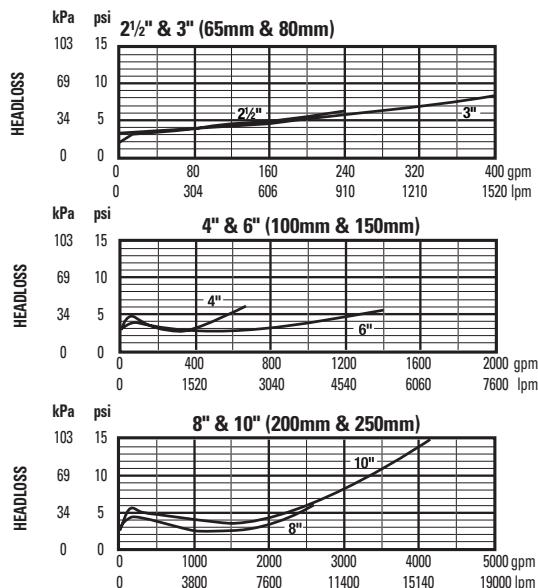 kPa psi 2½" & 3" (65mm & 80mm)
103 15
69 10
34 5
0 0
HEADLOSS
2½"
3"
0 80 160 240 320 400 gpm
0 304 606 910 1210 1520 lpm
kPa psi 4" & 6" (100mm & 150mm)
103 15
69 10
34 5
0 0
HEADLOSS
4"
6"
0 400 800 1200 1600 2000 gpm
0 1520 3040 4540 6060 7600 lpm
kPa psi 8" & 10" (200mm & 250mm)
103 15
69 10
34 5
0 0
HEADLOSS
10"
8"
0 1000 2000 3000 4000 5000 gpm
0 3800 7600 11400 15140 19000 lpm